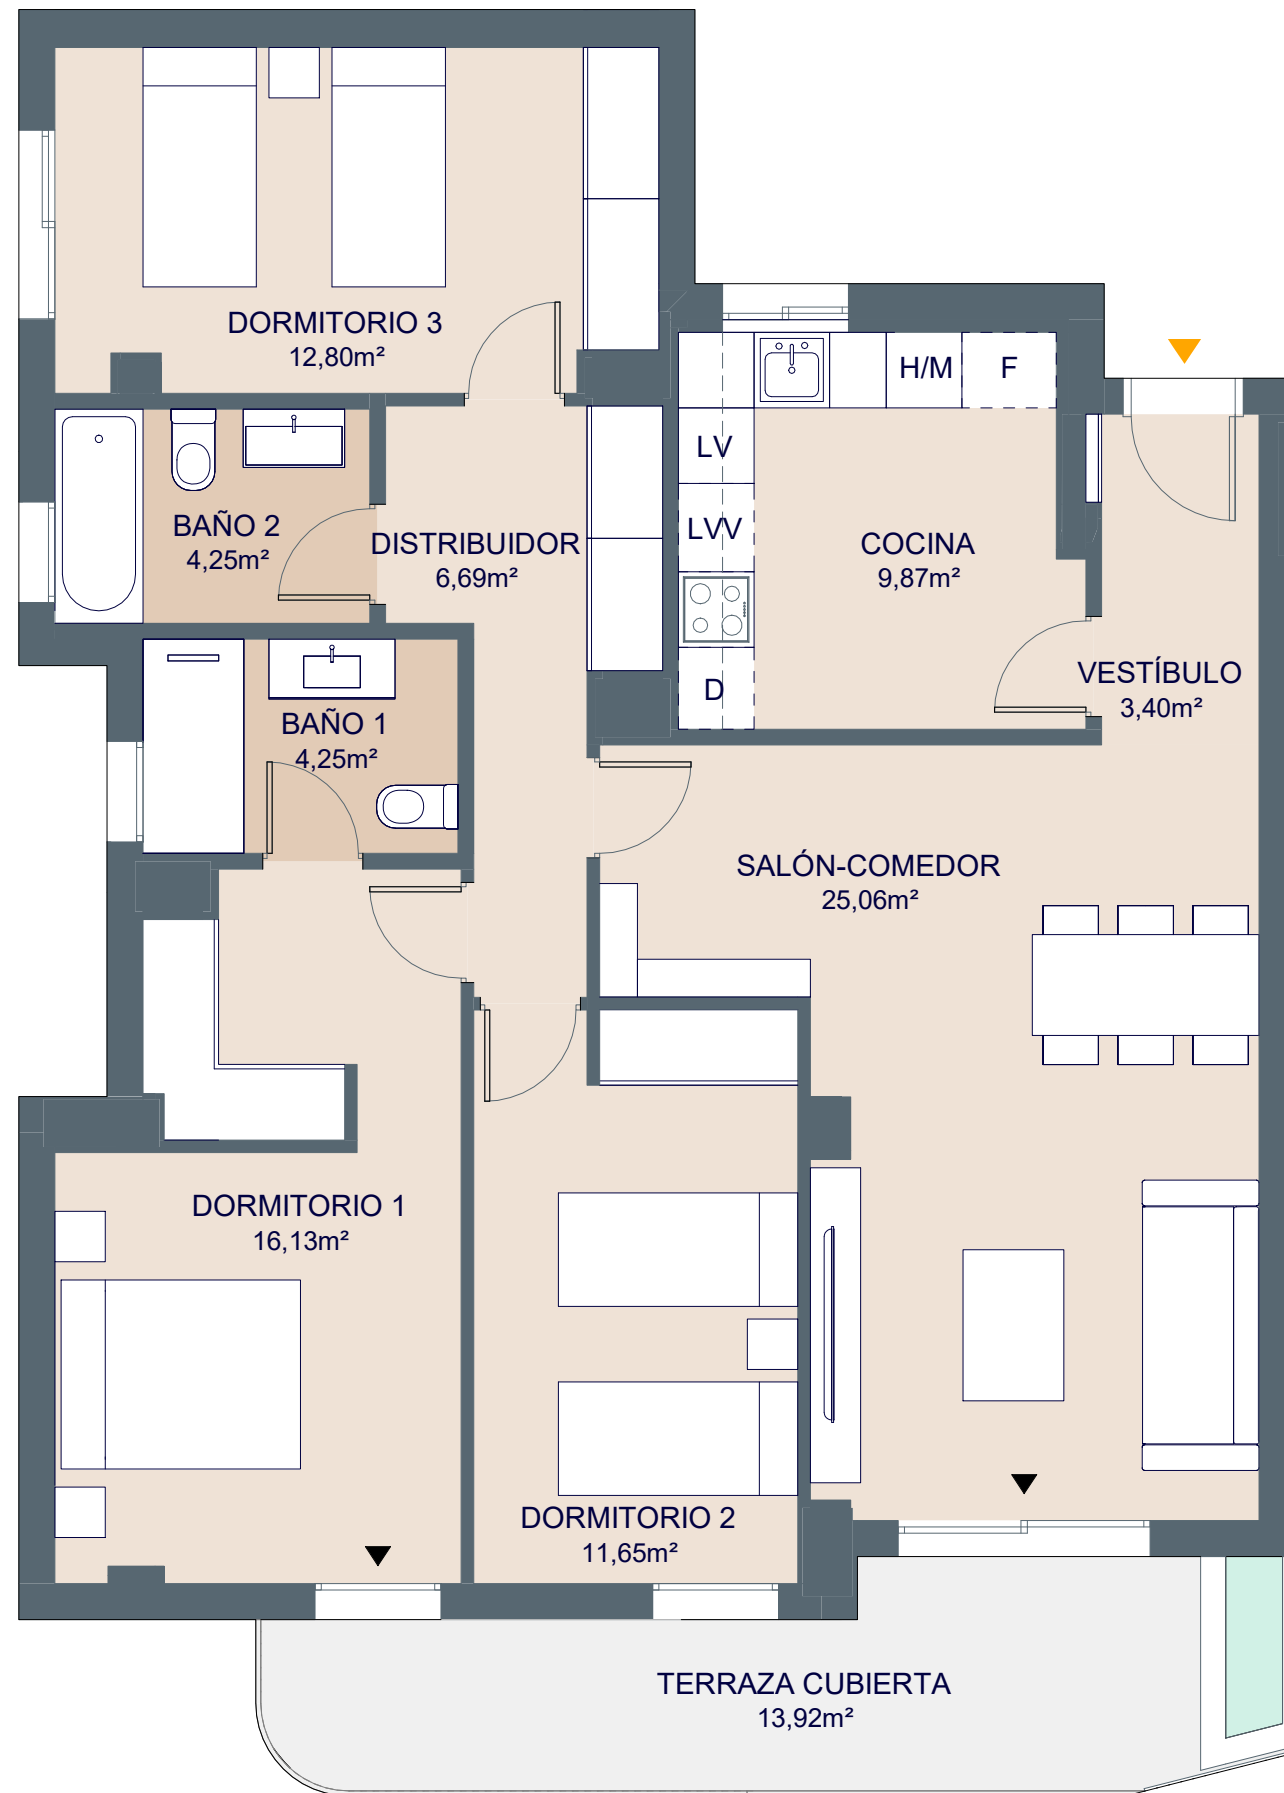 DORMITORIO 3
12,80m²
H/M
F
LV
LVV
D
COCINA
9,87m²
BAÑO 2
4,25m²
DISTRIBUIDOR
6,69m²
VESTÍBULO
3,40m²
BAÑO 1
4,25m²
SALÓN-COMEDOR
25,06m²
DORMITORIO 1
16,13m²
DORMITORIO 2
11,65m²
TERRAZA CUBIERTA
13,92m²